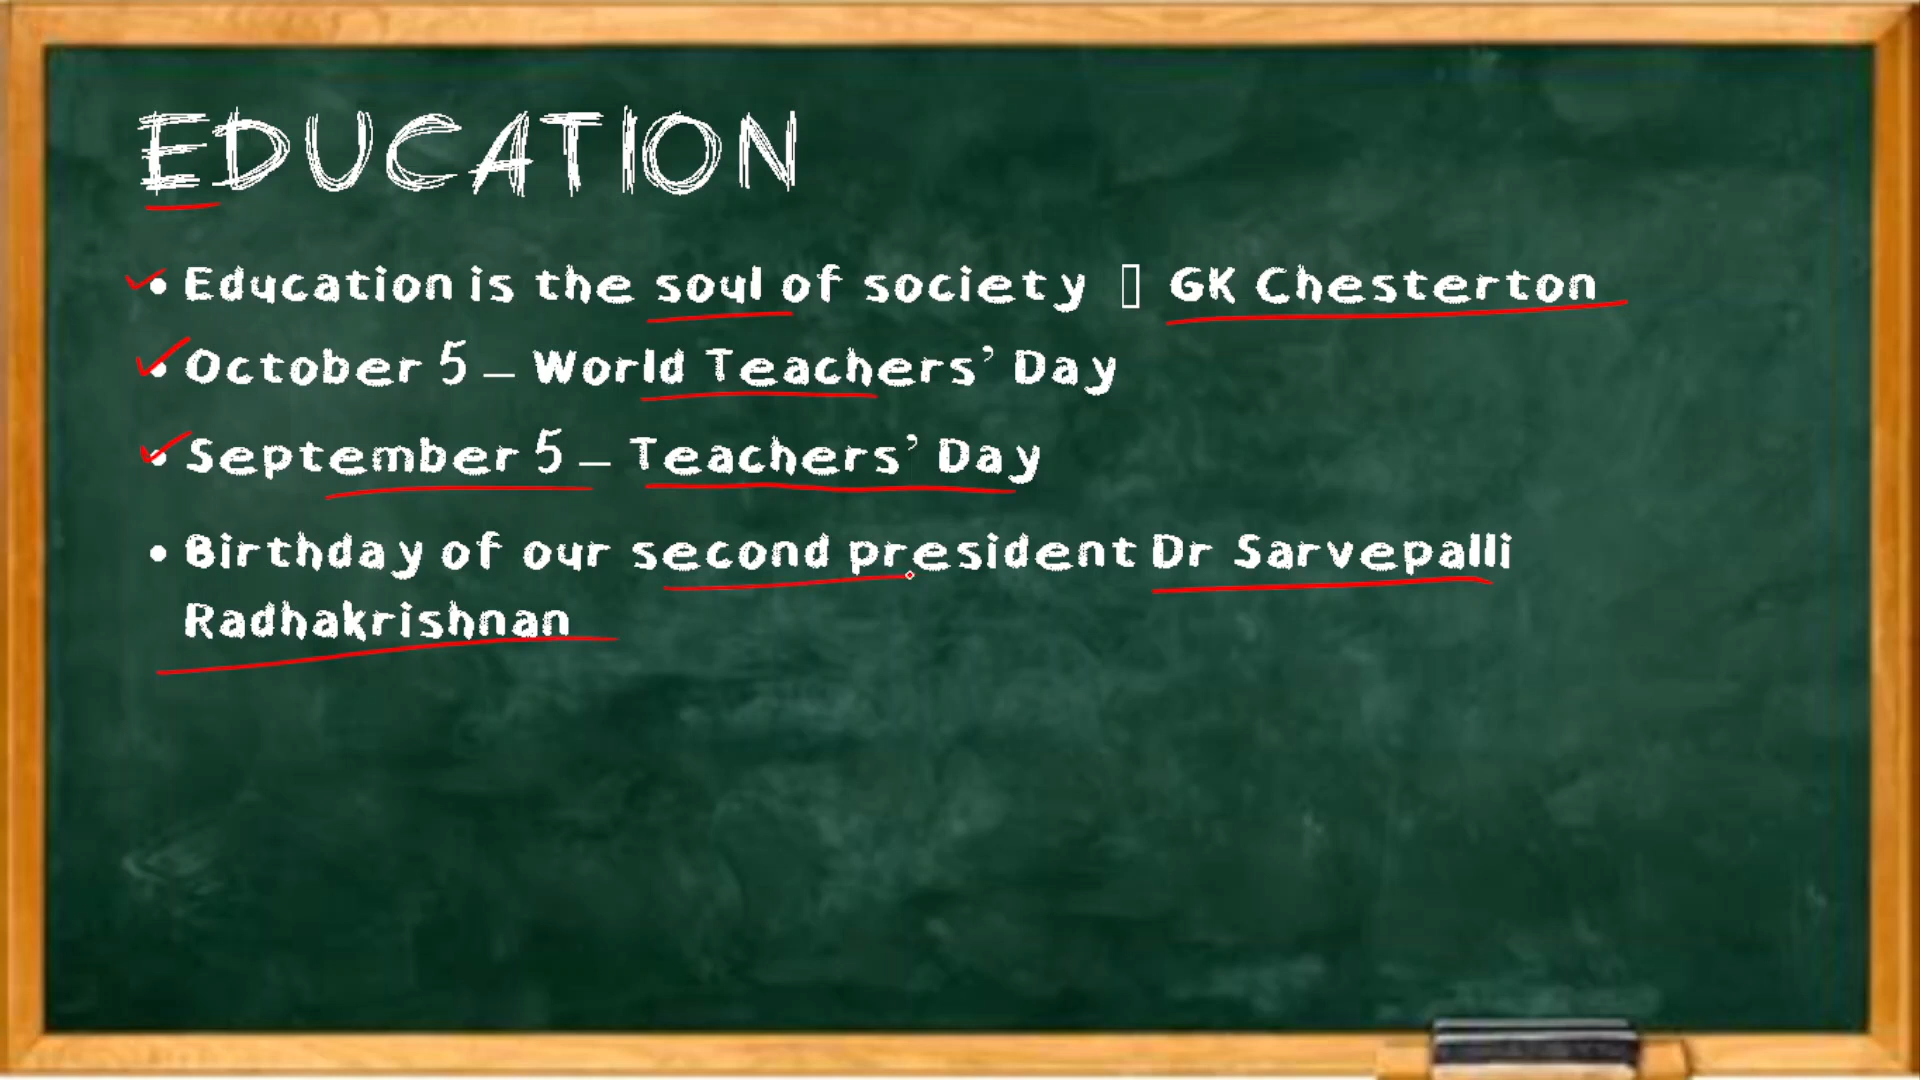 EDUCATION
• Education is the soul of society ▯ GK Chesterton
• October 5 – World Teachers’ Day
• September 5 – Teachers’ Day
• Birthday of our second president Dr Sarvepalli
Radhakrishnan